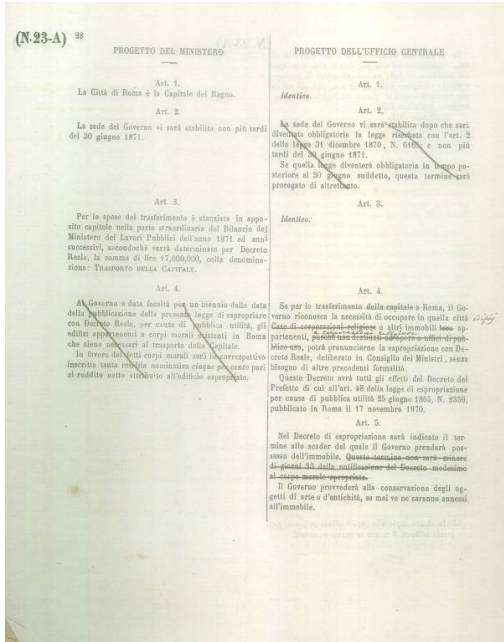 (N.23-A) 28
PROGETTO DEL MINISTERO
Art. 1.
La Città di Roma è la Capitale del Regno.
Art. 2.
La sede del Governo vi sarà stabilita non più tardi
del 30 giugno 1871.
Art. 3.
Per le spese del trasferimento è stanziata in appo-
sito capitolo nella parte straordinaria del Bilancio del
Ministero dei Lavori Pubblici dell'anno 1871 ed anni
successivi, secondochè verrà determinato per Decreto
Reale, la somma di lire 17,000,000, colla denomina-
zione: TRASPORTO DELLA CAPITALE.
Art. 4.
Al Governo è data facoltà per un biennio dalla data
della pubblicazione della presente legge di espropriare
con Decreto Reale, per causa di pubblica utilità, gli
edifizi appartenenti a corpi morali esistenti in Roma
che sieno necessari al trasporto della Capitale.
In favore dei detti corpi morali sarà in correspettivo
inscritta tanta rendita nominativa cinque per cento pari
al reddito netto attribuito all'edificio espropriato.
PROGETTO DELL'UFFICIO CENTRALE
Art. 1.
Identico.
Art. 2.
La sede del Governo vi sarà stabilita dopo che sarà
diventata obbligatoria la legge ricordata con l'art. 2
della legge 31 dicembre 1870, N. 6165, e non più
tardi del 30 giugno 1871.
Se quella legge diventerà obbligatoria in tempo po-
steriore al 30 giugno suddetto, questo termine sarà
prorogato di altrettanto.
Art. 3.
Identico.
Art. 4.
Se per lo trasferimento della capitale a Roma, il Go-
verno riconosca la necessità di occupare in quella città
edifizj
Case di corporazioni religiose o altri immobili loro ap-
a corporazioni religiose
partenenti, purchè non destinati ad opere o uffici di pub-
blico uso, potrà pronunciarne la espropriazione con De-
creto Reale, deliberato in Consiglio dei Ministri, senza
bisogno di altre precedenti formalità.
Questo Decreto avrà tutti gli effetti del Decreto del
Prefetto di cui all'art. 48 della legge di espropriazione
per causa di pubblica utilità 25 giugno 1865, N. 2359,
pubblicato in Roma il 17 novembre 1870.
Art. 5.
Nel Decreto di espropriazione sarà indicato il ter-
mine allo scader del quale il Governo prenderà pos-
sesso dell'immobile. Questo termine non sarà minore
di giorni 33 dalla notificazione del Decreto medesimo
al corpo morale espropriato.
Il Governo provvederà alla conservazione degli og-
getti di arte o d'antichità, se mai ve ne saranno annessi
all'immobile.